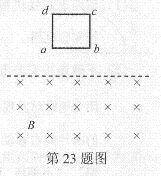 d c
a b
× × × × ×
× × × × ×
B
× × × × ×
第23题图